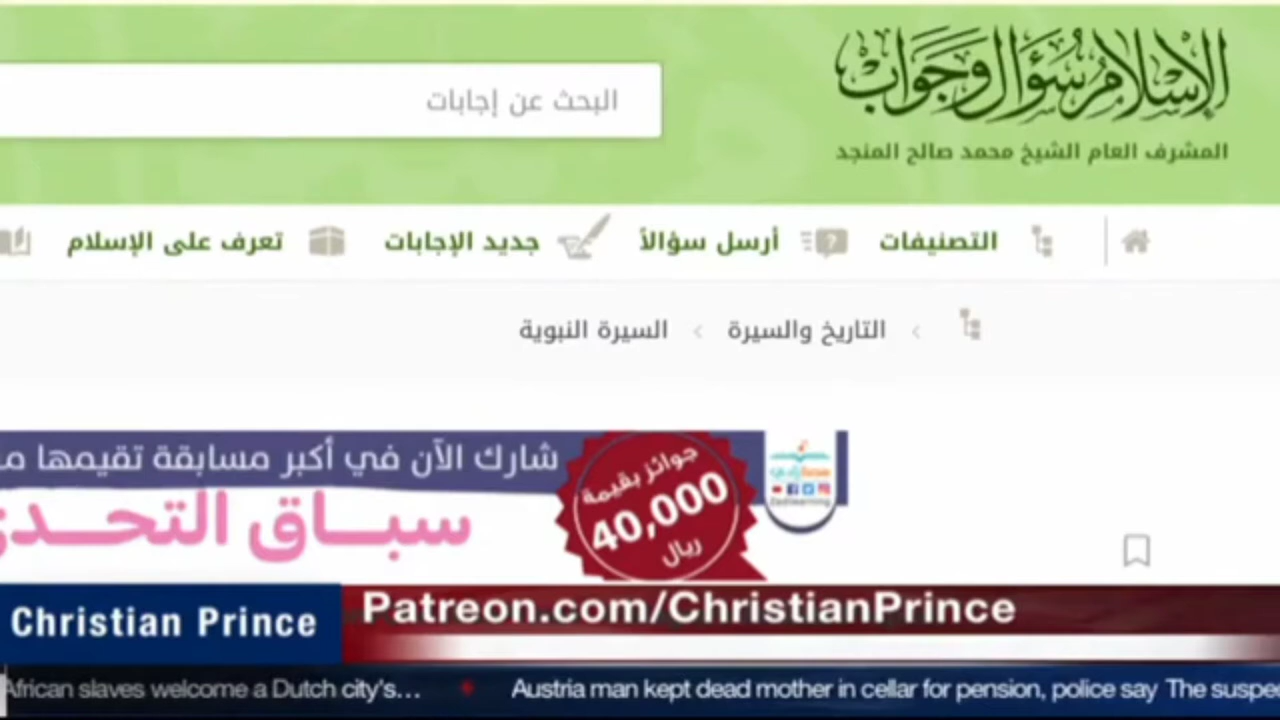 الإسلام سؤال وجواب
المشرف العام الشيخ محمد صالح المنجد
البحث عن إجابات
التصنيفات
أرسل سؤالاً
جديد الإجابات
تعرف على الإسلام
التاريخ والسيرة › السيرة النبوية
شارك الآن في أكبر مسابقة تقيمها
سبـــاق التحـــدي
جوائز بقيمة
40,000
ريال
Christian Prince
Patreon.com/ChristianPrince
African slaves welcome a Dutch city's... Austria man kept dead mother in cellar for pension, police say The